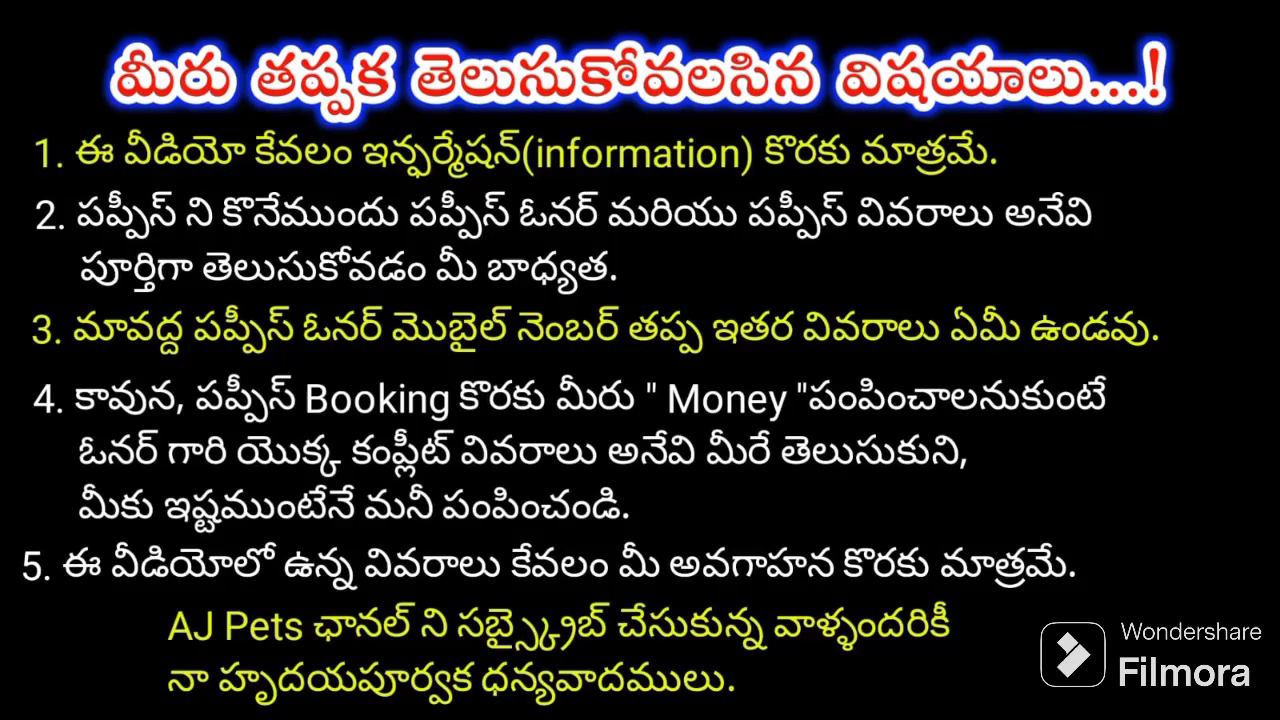 మీరు తప్పక తెలుసుకోవలసిన విషయాలు...!
1. ఈ వీడియో కేవలం ఇన్ఫర్మేషన్(information) కొరకు మాత్రమే.
2. పప్పీస్ ని కొనేముందు పప్పీస్ ఓనర్ మరియు పప్పీస్ వివరాలు అనేవి
పూర్తిగా తెలుసుకోవడం మీ బాధ్యత.
3. మావద్ద పప్పీస్ ఓనర్ మొబైల్ నెంబర్ తప్ప ఇతర వివరాలు ఏమీ ఉండవు.
4. కావున, పప్పీస్ Booking కొరకు మీరు " Money "పంపించాలనుకుంటే
ఓనర్ గారి యొక్క కంప్లీట్ వివరాలు అనేవి మీరే తెలుసుకుని,
మీకు ఇష్టముంటేనే మనీ పంపించండి.
5. ఈ వీడియోలో ఉన్న వివరాలు కేవలం మీ అవగాహన కొరకు మాత్రమే.
AJ Pets ఛానల్ ని సబ్స్క్రైబ్ చేసుకున్న వాళ్ళందరికీ
నా హృదయపూర్వక ధన్యవాదములు.
Wondershare
Filmora